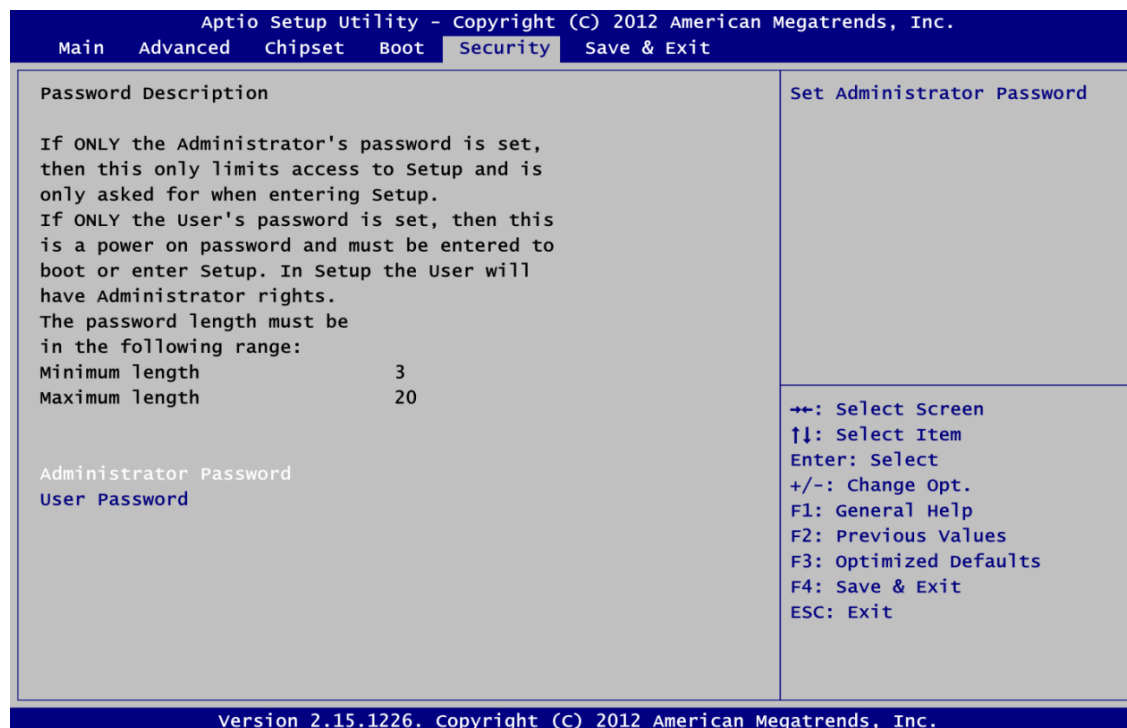 Aptio Setup Utility - Copyright (C) 2012 American Megatrends, Inc.
Main Advanced Chipset Boot Security Save & Exit
Password Description
If ONLY the Administrator's password is set,
then this only limits access to Setup and is
only asked for when entering Setup.
If ONLY the User's password is set, then this
is a power on password and must be entered to
boot or enter Setup. In Setup the User will
have Administrator rights.
The password length must be
in the following range:
Minimum length 3
Maximum length 20
Administrator Password
User Password
Set Administrator Password
→←: Select Screen
↑↓: Select Item
Enter: Select
+/-: Change Opt.
F1: General Help
F2: Previous Values
F3: Optimized Defaults
F4: Save & Exit
ESC: Exit
Version 2.15.1226. Copyright (C) 2012 American Megatrends, Inc.